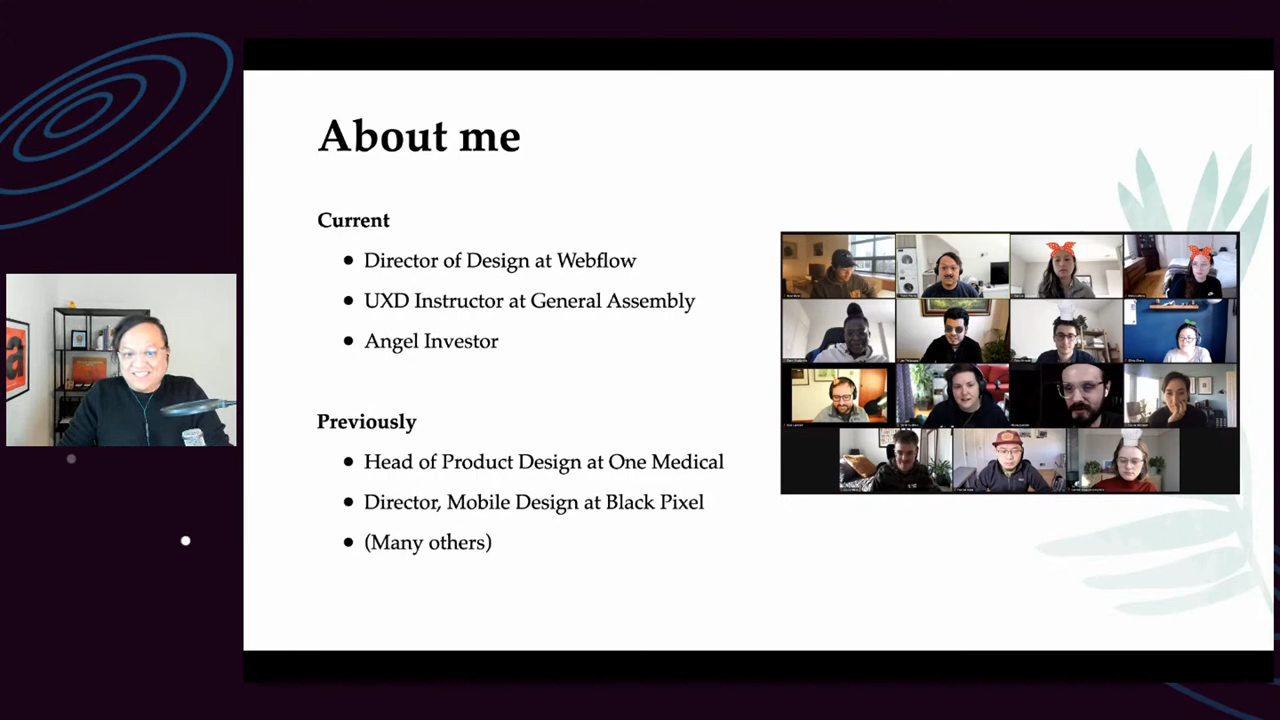 About me
Current
• Director of Design at Webflow
• UXD Instructor at General Assembly
• Angel Investor
Previously
• Head of Product Design at One Medical
• Director, Mobile Design at Black Pixel
• (Many others)